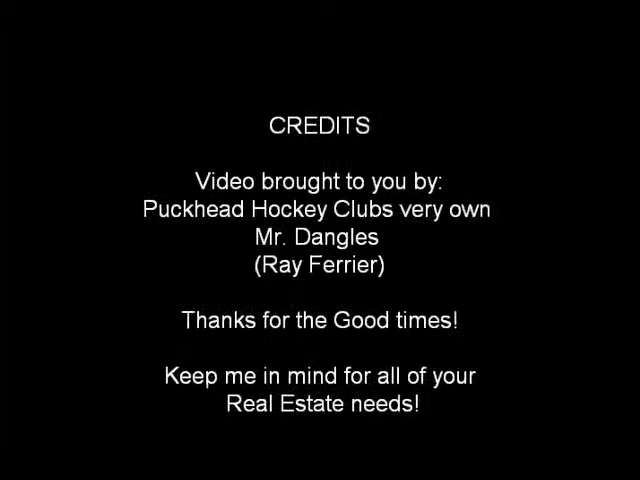 CREDITS
Video brought to you by:
Puckhead Hockey Clubs very own
Mr. Dangles
(Ray Ferrier)
Thanks for the Good times!
Keep me in mind for all of your
Real Estate needs!